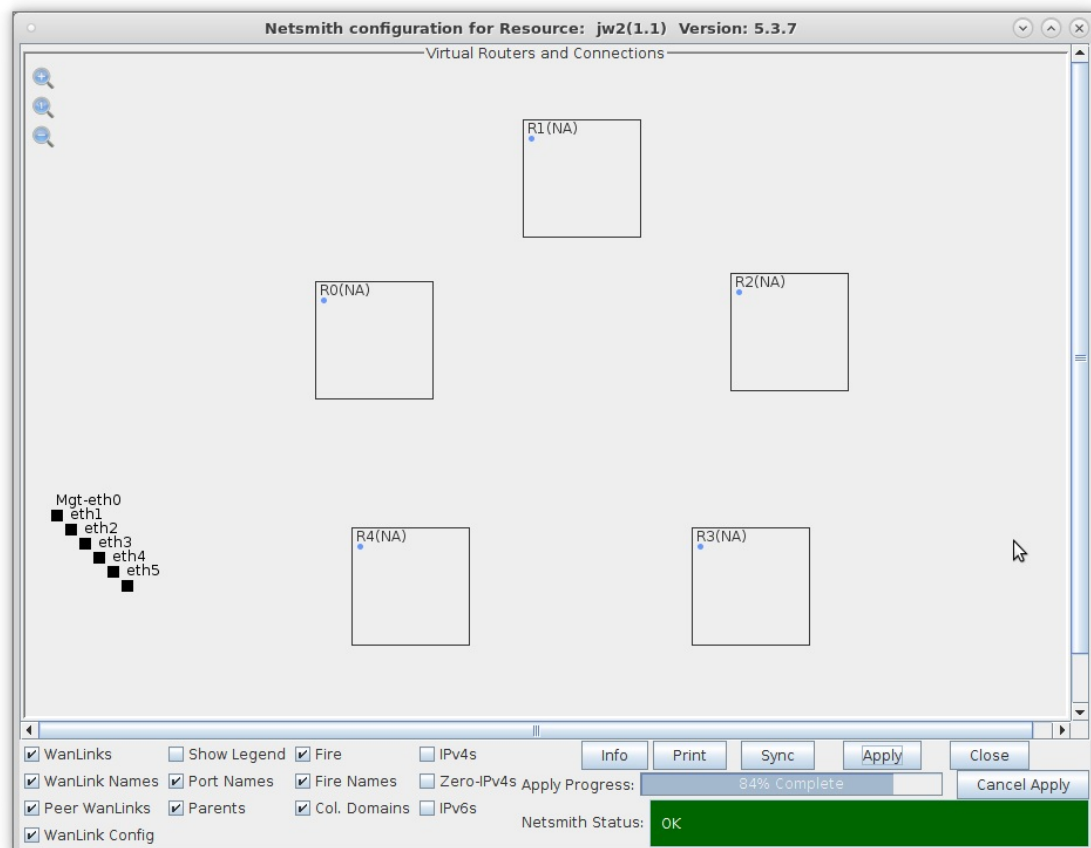 Netsmith configuration for Resource: jw2(1.1) Version: 5.3.7
Virtual Routers and Connections
R1(NA)
R0(NA)
R2(NA)
Mgt-eth0
eth1
eth2
eth3
eth4
eth5
R4(NA)
R3(NA)
WanLinks Show Legend Fire IPv4s Info Print Sync Apply Close
WanLink Names Port Names Fire Names Zero-IPv4s Apply Progress: 84% Complete Cancel Apply
Peer WanLinks Parents Col. Domains IPv6s
Netsmith Status: OK
WanLink Config